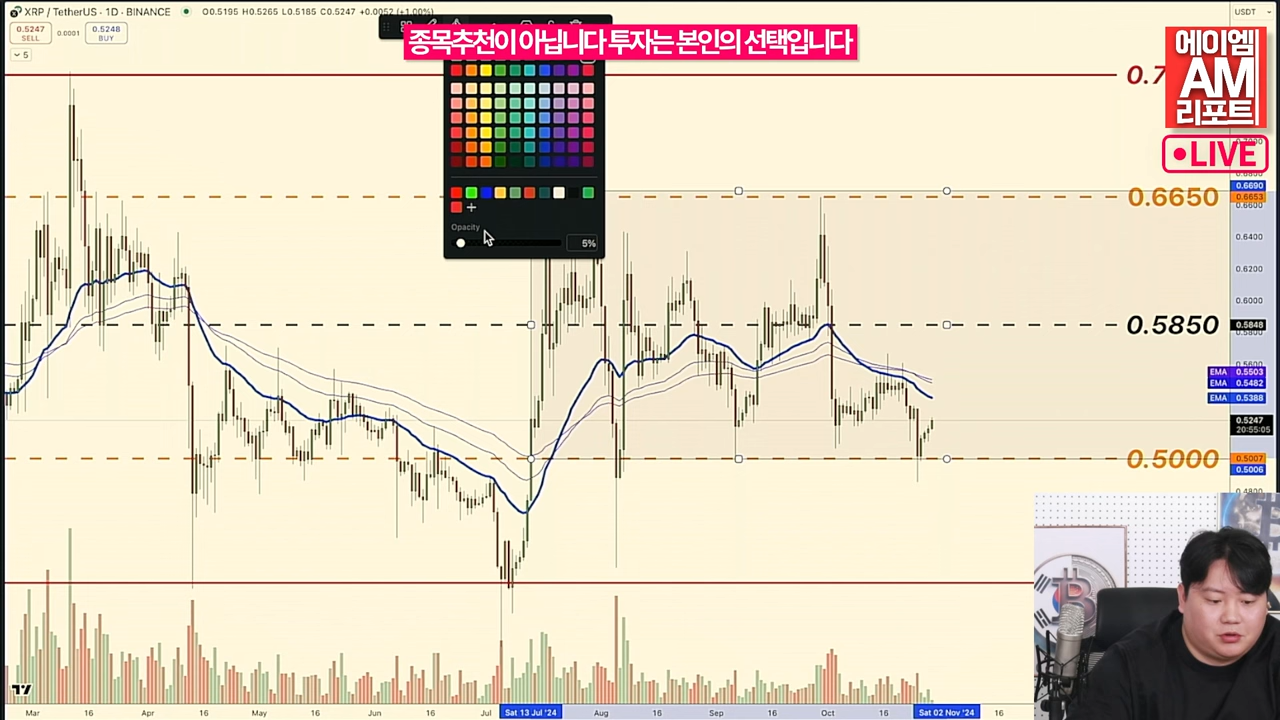 XRP / TetherUS · 1D · BINANCE O0.5195 H0.5265 L0.5185 C0.5247 +0.0052 (+1.00%)
USDT
0.5247
SELL
0.0001
0.5248
BUY
5
종목추천이 아닙니다 투자는 본인의 선택입니다
에이엠
AM
리포트
LIVE
0.7
0.6690
0.6650
0.6653
0.6600
0.6400
0.6200
0.6000
Opacity
5%
0.5850
0.5848
0.5800
EMA 0.5503
EMA 0.5482
EMA 0.5388
0.5247
20:55:05
0.5000
0.5007
0.5006
0.4800
Mar 16 Apr 16 May 16 Jun 16 Jul Sat 13 Jul '24 Aug 16 Sep 16 Oct 16 Sat 02 Nov '24 16